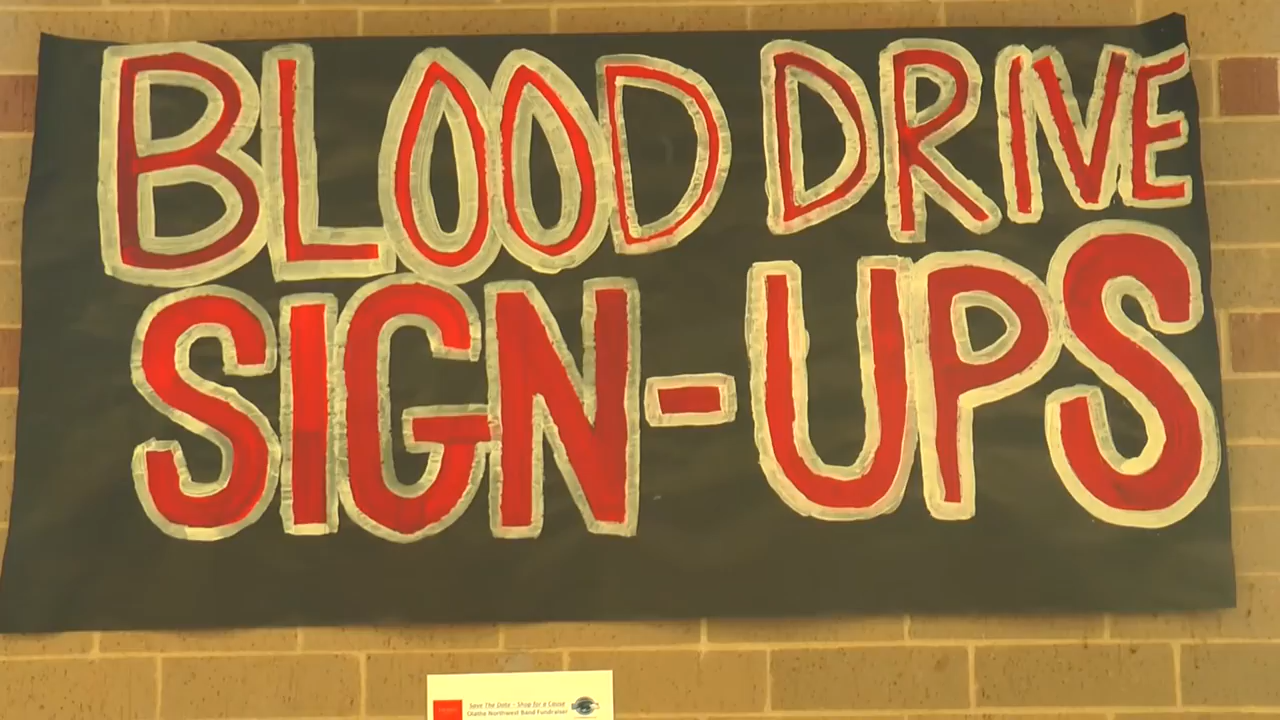 BLOOD DRIVE
SIGN-UPS
Save The Date - Shop for a Cause
Olathe Northwest Band Fundraiser